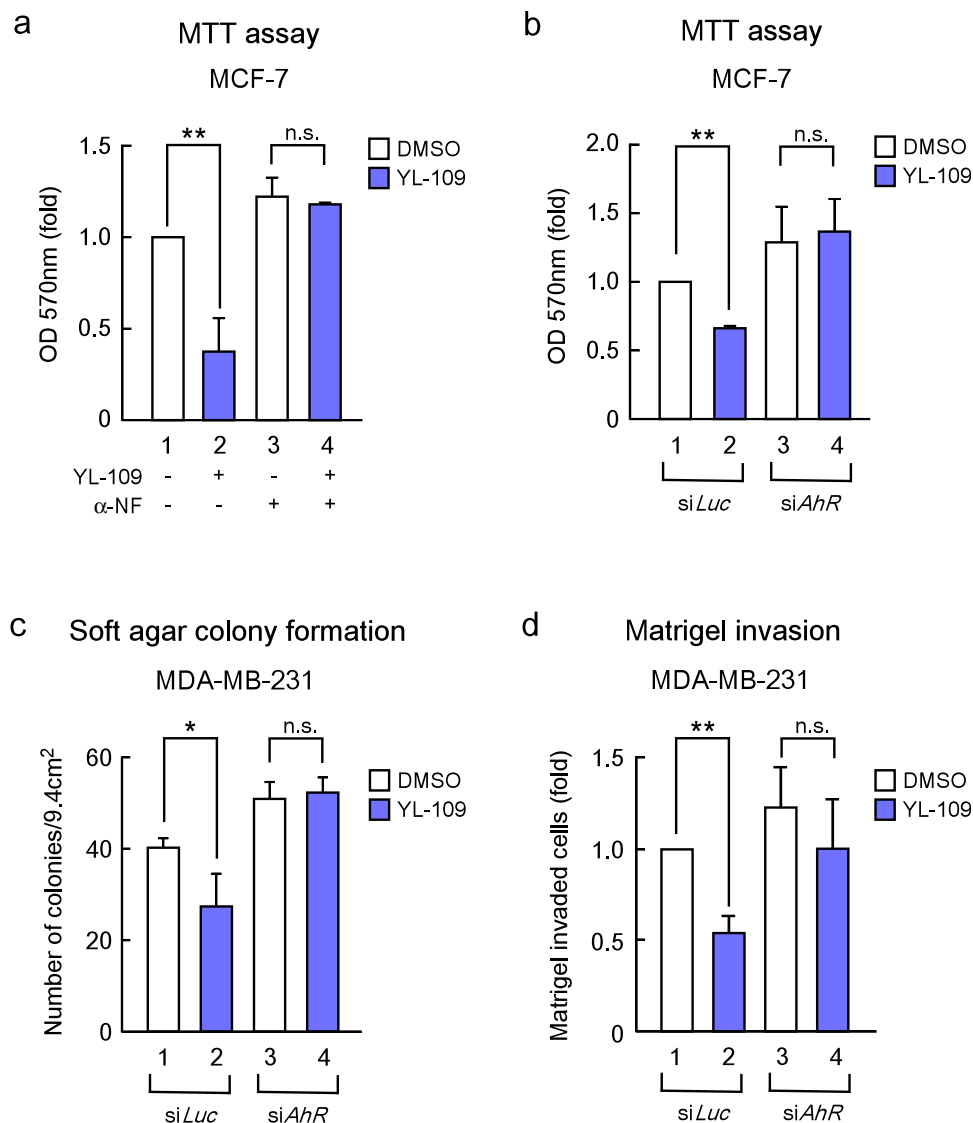 a
MTT assay
MCF-7
OD 570nm (fold)
1.5
1.0
0.5
0
**
n.s.
DMSO
YL-109
1 2 3 4
YL-109 - + - +
α-NF - - + +
b
MTT assay
MCF-7
OD 570nm (fold)
2.0
1.5
1.0
0.5
0
**
n.s.
DMSO
YL-109
1 2 3 4
siLuc siAhR
c
Soft agar colony formation
MDA-MB-231
Number of colonies/9.4cm²
60
40
20
0
*
n.s.
DMSO
YL-109
1 2 3 4
siLuc siAhR
d
Matrigel invasion
MDA-MB-231
Matrigel invaded cells (fold)
1.5
1.0
0.5
0
**
n.s.
DMSO
YL-109
1 2 3 4
siLuc siAhR